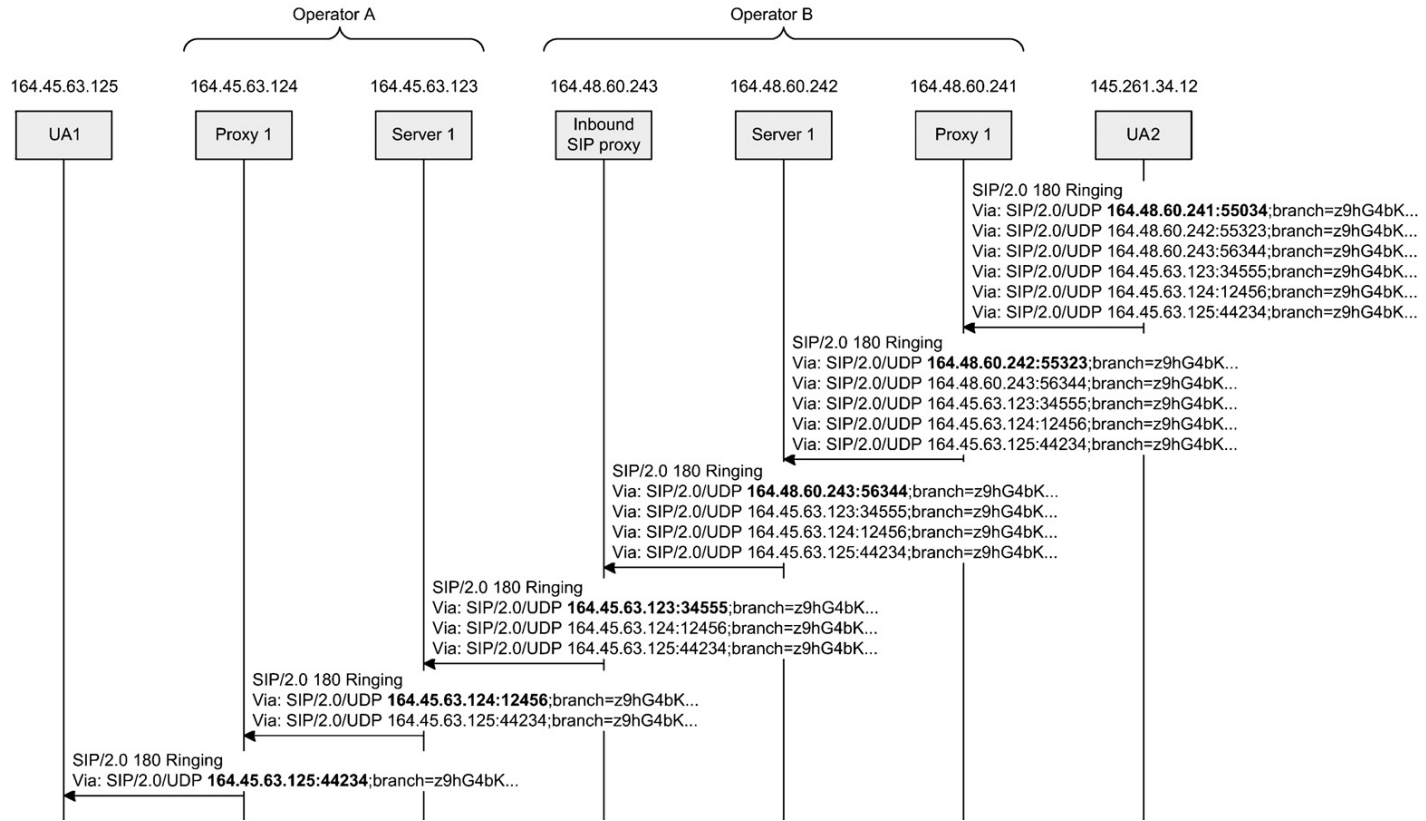 Operator A
Operator B
164.45.63.125
164.45.63.124
164.45.63.123
164.48.60.243
164.48.60.242
164.48.60.241
145.261.34.12
UA1
Proxy 1
Server 1
Inbound
SIP proxy
Server 1
Proxy 1
UA2
SIP/2.0 180 Ringing
Via: SIP/2.0/UDP 164.48.60.241:55034;branch=z9hG4bK...
Via: SIP/2.0/UDP 164.48.60.242:55323;branch=z9hG4bK...
Via: SIP/2.0/UDP 164.48.60.243:56344;branch=z9hG4bK...
Via: SIP/2.0/UDP 164.45.63.123:34555;branch=z9hG4bK...
Via: SIP/2.0/UDP 164.45.63.124:12456;branch=z9hG4bK...
Via: SIP/2.0/UDP 164.45.63.125:44234;branch=z9hG4bK...
SIP/2.0 180 Ringing
Via: SIP/2.0/UDP 164.48.60.242:55323;branch=z9hG4bK...
Via: SIP/2.0/UDP 164.48.60.243:56344;branch=z9hG4bK...
Via: SIP/2.0/UDP 164.45.63.123:34555;branch=z9hG4bK...
Via: SIP/2.0/UDP 164.45.63.124:12456;branch=z9hG4bK...
Via: SIP/2.0/UDP 164.45.63.125:44234;branch=z9hG4bK...
SIP/2.0 180 Ringing
Via: SIP/2.0/UDP 164.48.60.243:56344;branch=z9hG4bK...
Via: SIP/2.0/UDP 164.45.63.123:34555;branch=z9hG4bK...
Via: SIP/2.0/UDP 164.45.63.124:12456;branch=z9hG4bK...
Via: SIP/2.0/UDP 164.45.63.125:44234;branch=z9hG4bK...
SIP/2.0 180 Ringing
Via: SIP/2.0/UDP 164.45.63.123:34555;branch=z9hG4bK...
Via: SIP/2.0/UDP 164.45.63.124:12456;branch=z9hG4bK...
Via: SIP/2.0/UDP 164.45.63.125:44234;branch=z9hG4bK...
SIP/2.0 180 Ringing
Via: SIP/2.0/UDP 164.45.63.124:12456;branch=z9hG4bK...
Via: SIP/2.0/UDP 164.45.63.125:44234;branch=z9hG4bK...
SIP/2.0 180 Ringing
Via: SIP/2.0/UDP 164.45.63.125:44234;branch=z9hG4bK...